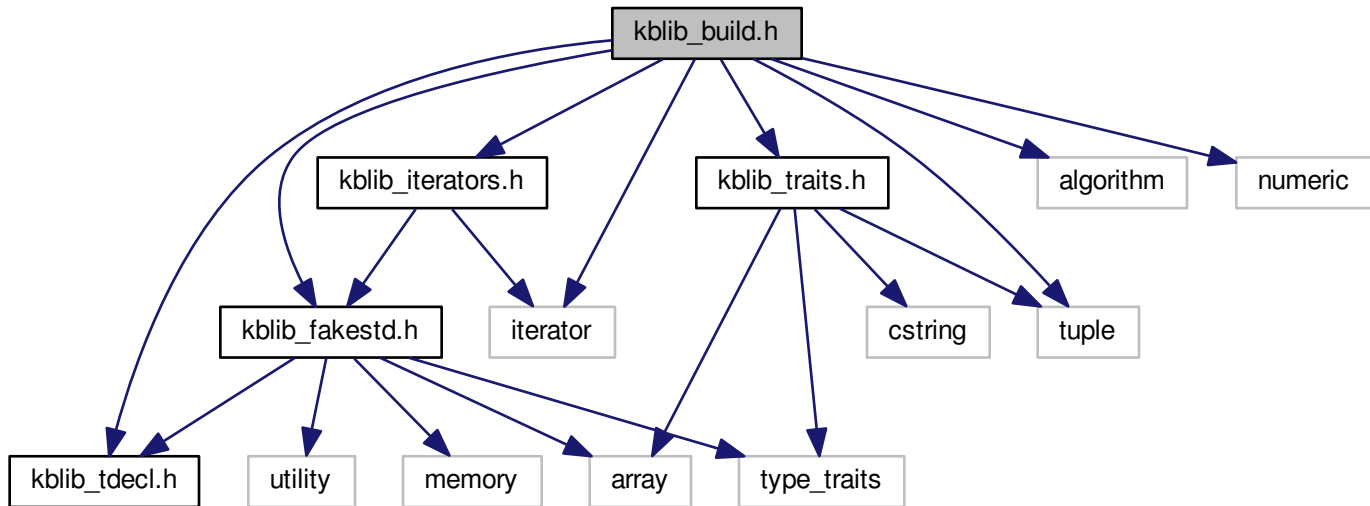 kblib_build.h
kblib_iterators.h
kblib_traits.h
algorithm
numeric
kblib_fakestd.h
iterator
cstring
tuple
kblib_tdecl.h
utility
memory
array
type_traits